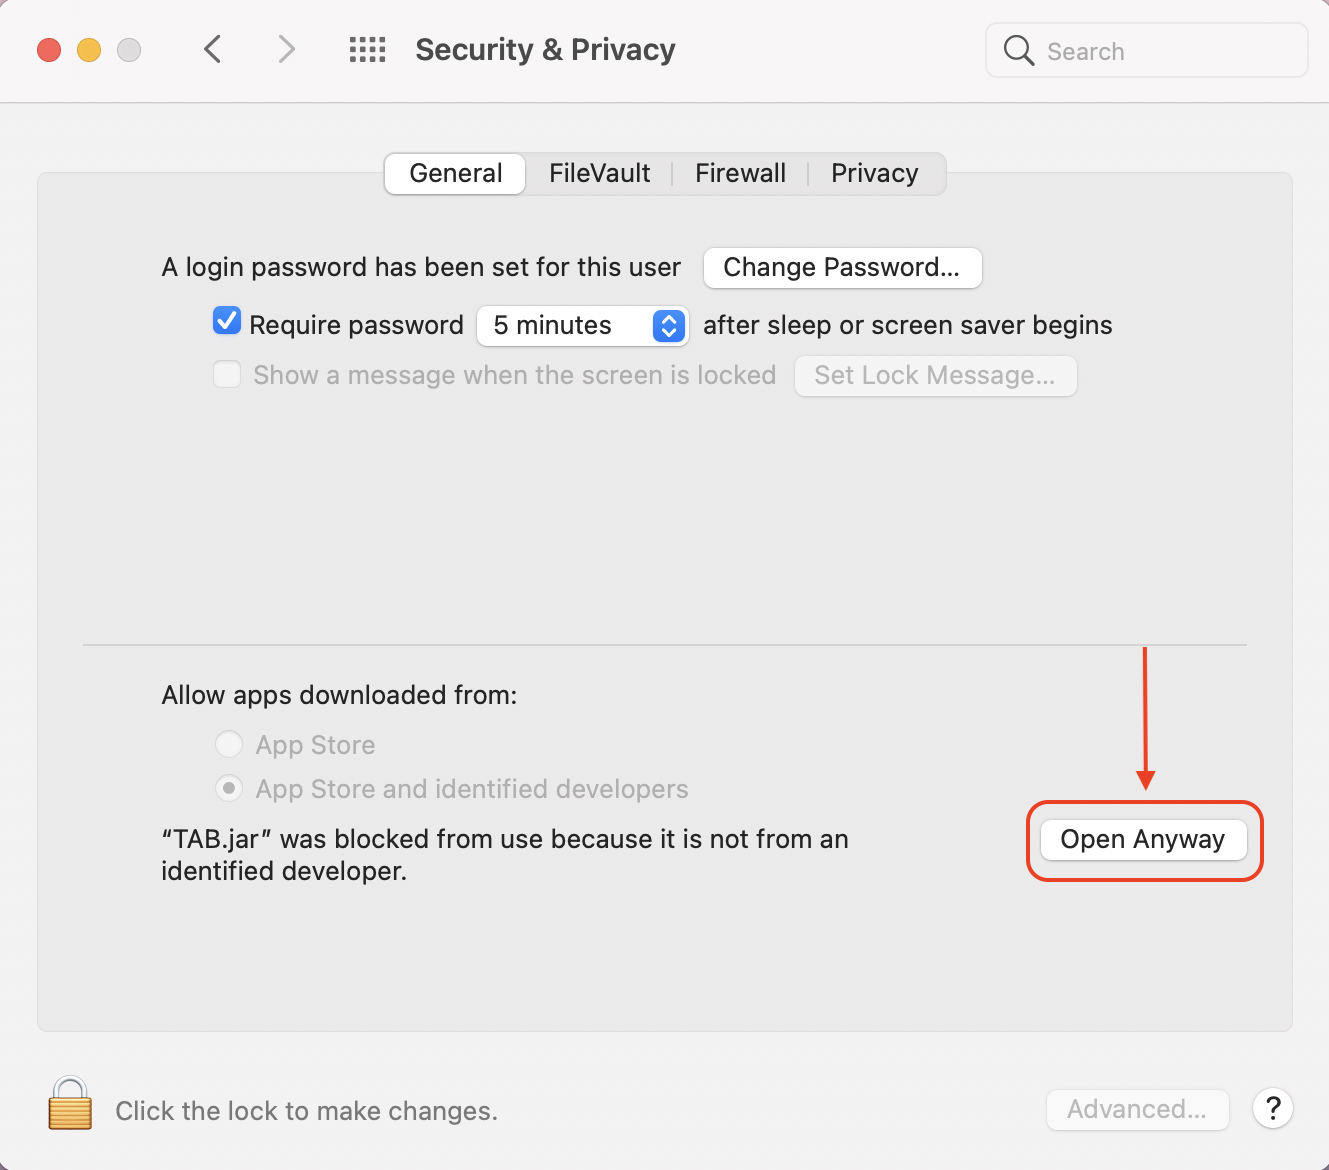 Security & Privacy
Search
General FileVault Firewall Privacy
A login password has been set for this user Change Password...
Require password 5 minutes after sleep or screen saver begins
Show a message when the screen is locked Set Lock Message...
Allow apps downloaded from:
App Store
App Store and identified developers
“TAB.jar” was blocked from use because it is not from an
identified developer.
Open Anyway
Click the lock to make changes.
Advanced...
?